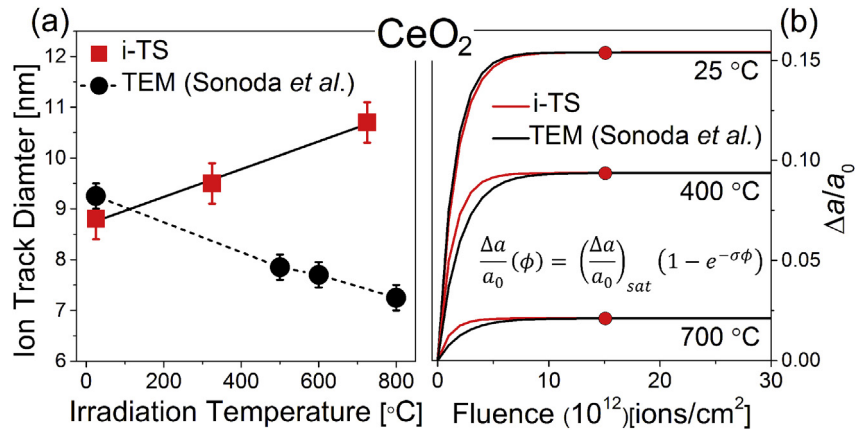 (a)
CeO2
(b)
i-TS
TEM (Sonoda et al.)
Ion Track Diamter [nm]
12
11
10
9
8
7
6
0
200
400
600
800
Irradiation Temperature [°C]
25 °C
i-TS
TEM (Sonoda et al.)
400 °C
Δa/a0 (ϕ) = (Δa/a0)sat (1 − e^−σϕ)
700 °C
0.15
0.10
0.05
0.00
Δa/a0
0
10
20
30
Fluence (10^12)[ions/cm^2]